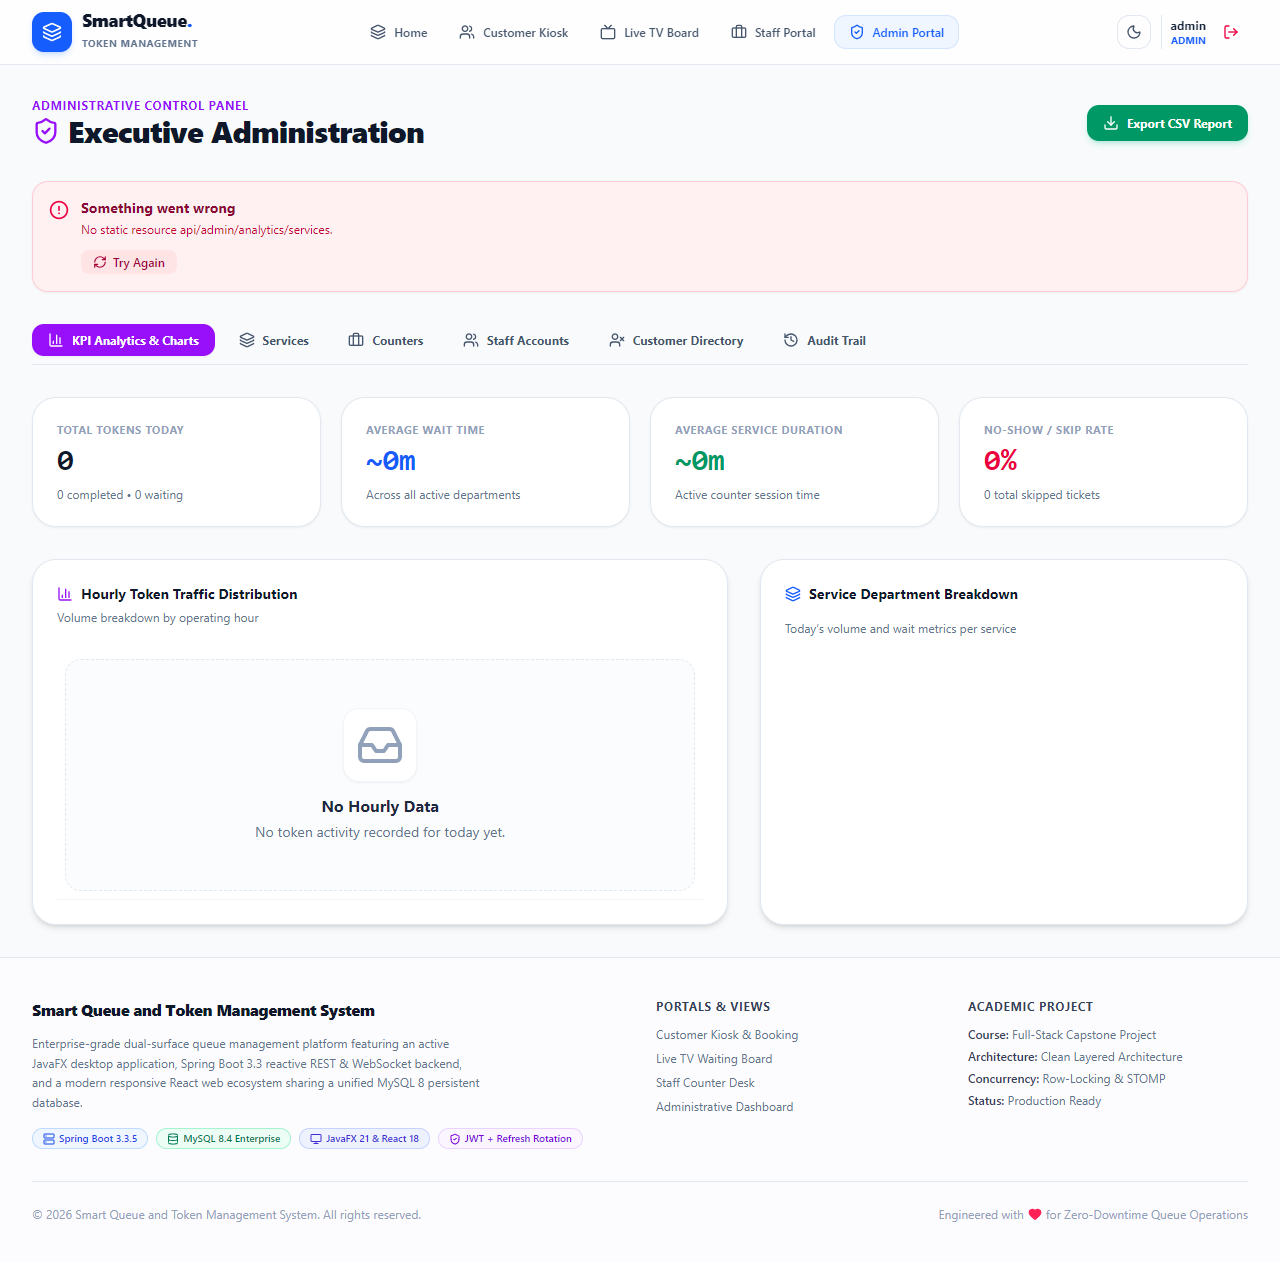 SmartQueue.
TOKEN MANAGEMENT
Home
Customer Kiosk
Live TV Board
Staff Portal
Admin Portal
admin
ADMIN
ADMINISTRATIVE CONTROL PANEL
Executive Administration
Export CSV Report
Something went wrong
No static resource api/admin/analytics/services.
Try Again
KPI Analytics & Charts
Services
Counters
Staff Accounts
Customer Directory
Audit Trail
TOTAL TOKENS TODAY
0
0 completed • 0 waiting
AVERAGE WAIT TIME
~0m
Across all active departments
AVERAGE SERVICE DURATION
~0m
Active counter session time
NO-SHOW / SKIP RATE
0%
0 total skipped tickets
Hourly Token Traffic Distribution
Volume breakdown by operating hour
No Hourly Data
No token activity recorded for today yet.
Service Department Breakdown
Today's volume and wait metrics per service
Smart Queue and Token Management System
Enterprise-grade dual-surface queue management platform featuring an active
JavaFX desktop application, Spring Boot 3.3 reactive REST & WebSocket backend,
and a modern responsive React web ecosystem sharing a unified MySQL 8 persistent
database.
Spring Boot 3.3.5
MySQL 8.4 Enterprise
JavaFX 21 & React 18
JWT + Refresh Rotation
PORTALS & VIEWS
Customer Kiosk & Booking
Live TV Waiting Board
Staff Counter Desk
Administrative Dashboard
ACADEMIC PROJECT
Course: Full-Stack Capstone Project
Architecture: Clean Layered Architecture
Concurrency: Row-Locking & STOMP
Status: Production Ready
© 2026 Smart Queue and Token Management System. All rights reserved.
Engineered with ❤ for Zero-Downtime Queue Operations